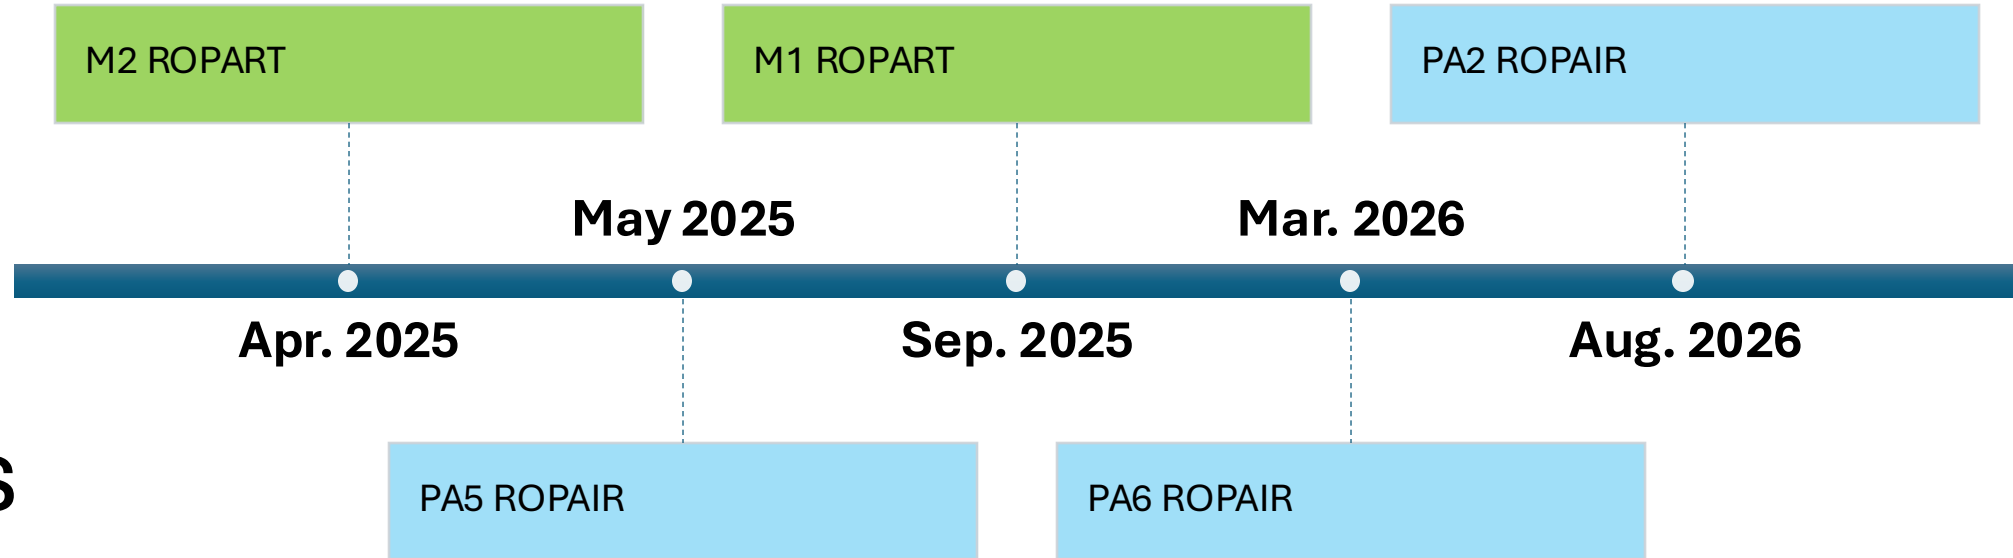 M2 ROPART
M1 ROPART
PA2 ROPAIR
May 2025
Mar. 2026
Apr. 2025
Sep. 2025
Aug. 2026
PA5 ROPAIR
PA6 ROPAIR